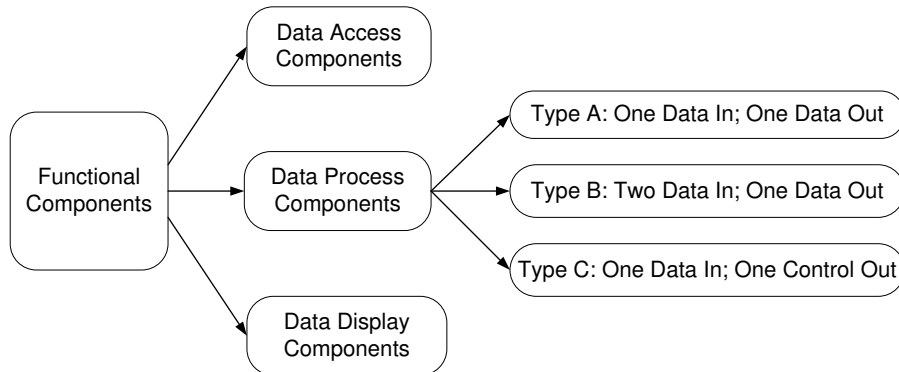 Functional
Components
Data Access
Components
Data Process
Components
Data Display
Components
Type A: One Data In; One Data Out
Type B: Two Data In; One Data Out
Type C: One Data In; One Control Out